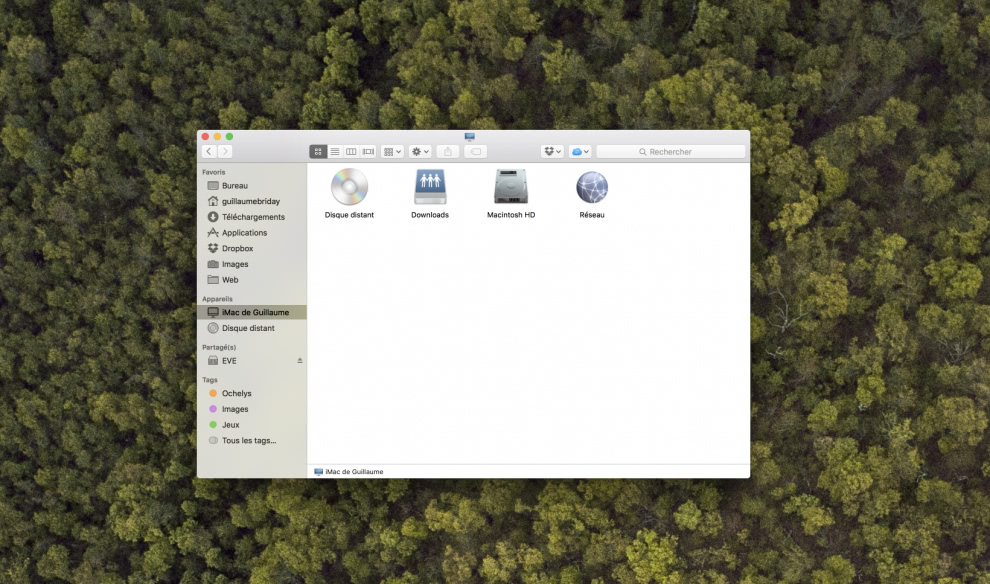 Rechercher
Favoris
Bureau
guillaumebriday
Téléchargements
Applications
Dropbox
Images
Web
Appareils
iMac de Guillaume
Disque distant
Partagé(s)
EVE
Tags
Ochelys
Images
Jeux
Tous les tags...
Disque distant
Downloads
Macintosh HD
Réseau
iMac de Guillaume